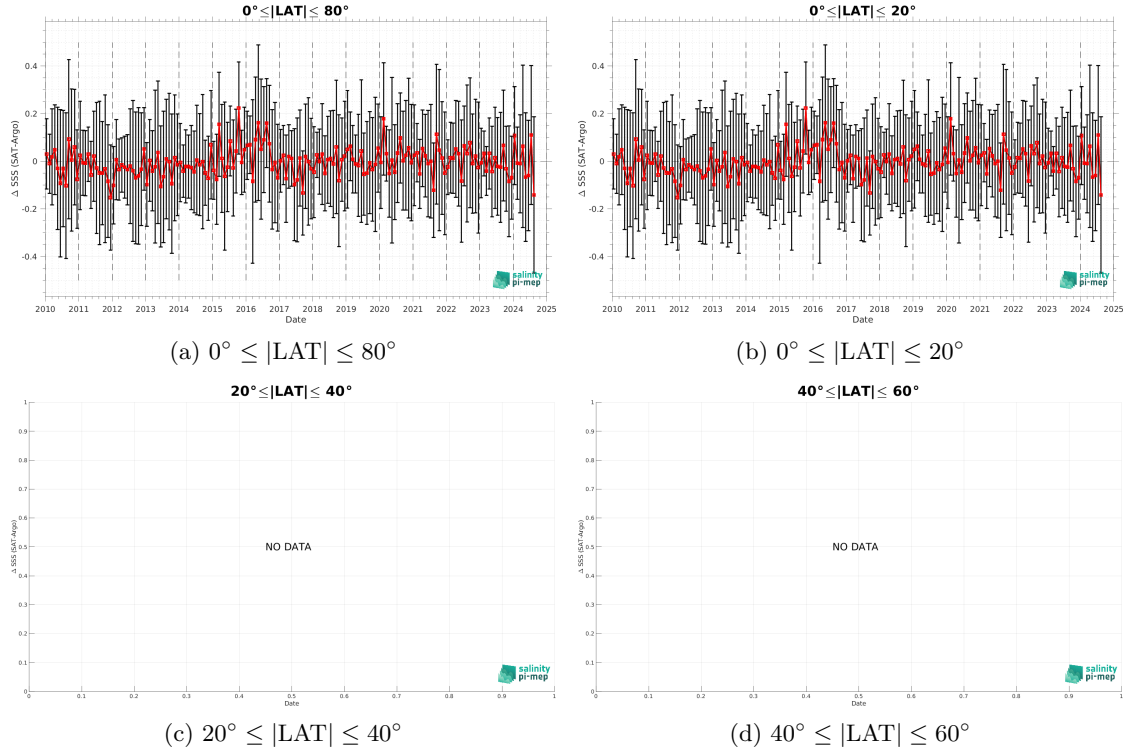 0°≤|LAT|≤ 80°
Δ SSS (SAT-Argo)
0.4
0.2
0
-0.2
-0.4
2010 2011 2012 2013 2014 2015 2016 2017 2018 2019 2020 2021 2022 2023 2024 2025
Date
salinity
pi-mep
(a) 0° ≤ |LAT| ≤ 80°
0°≤|LAT|≤ 20°
Δ SSS (SAT-Argo)
0.4
0.2
0
-0.2
-0.4
2010 2011 2012 2013 2014 2015 2016 2017 2018 2019 2020 2021 2022 2023 2024 2025
Date
salinity
pi-mep
(b) 0° ≤ |LAT| ≤ 20°
20°≤|LAT|≤ 40°
Δ SSS (SAT-Argo)
1
0.9
0.8
0.7
0.6
0.5
0.4
0.3
0.2
0.1
0
NO DATA
0 0.1 0.2 0.3 0.4 0.5 0.6 0.7 0.8 0.9 1
Date
salinity
pi-mep
(c) 20° ≤ |LAT| ≤ 40°
40°≤|LAT|≤ 60°
Δ SSS (SAT-Argo)
1
0.9
0.8
0.7
0.6
0.5
0.4
0.3
0.2
0.1
0
NO DATA
0 0.1 0.2 0.3 0.4 0.5 0.6 0.7 0.8 0.9 1
Date
salinity
pi-mep
(d) 40° ≤ |LAT| ≤ 60°